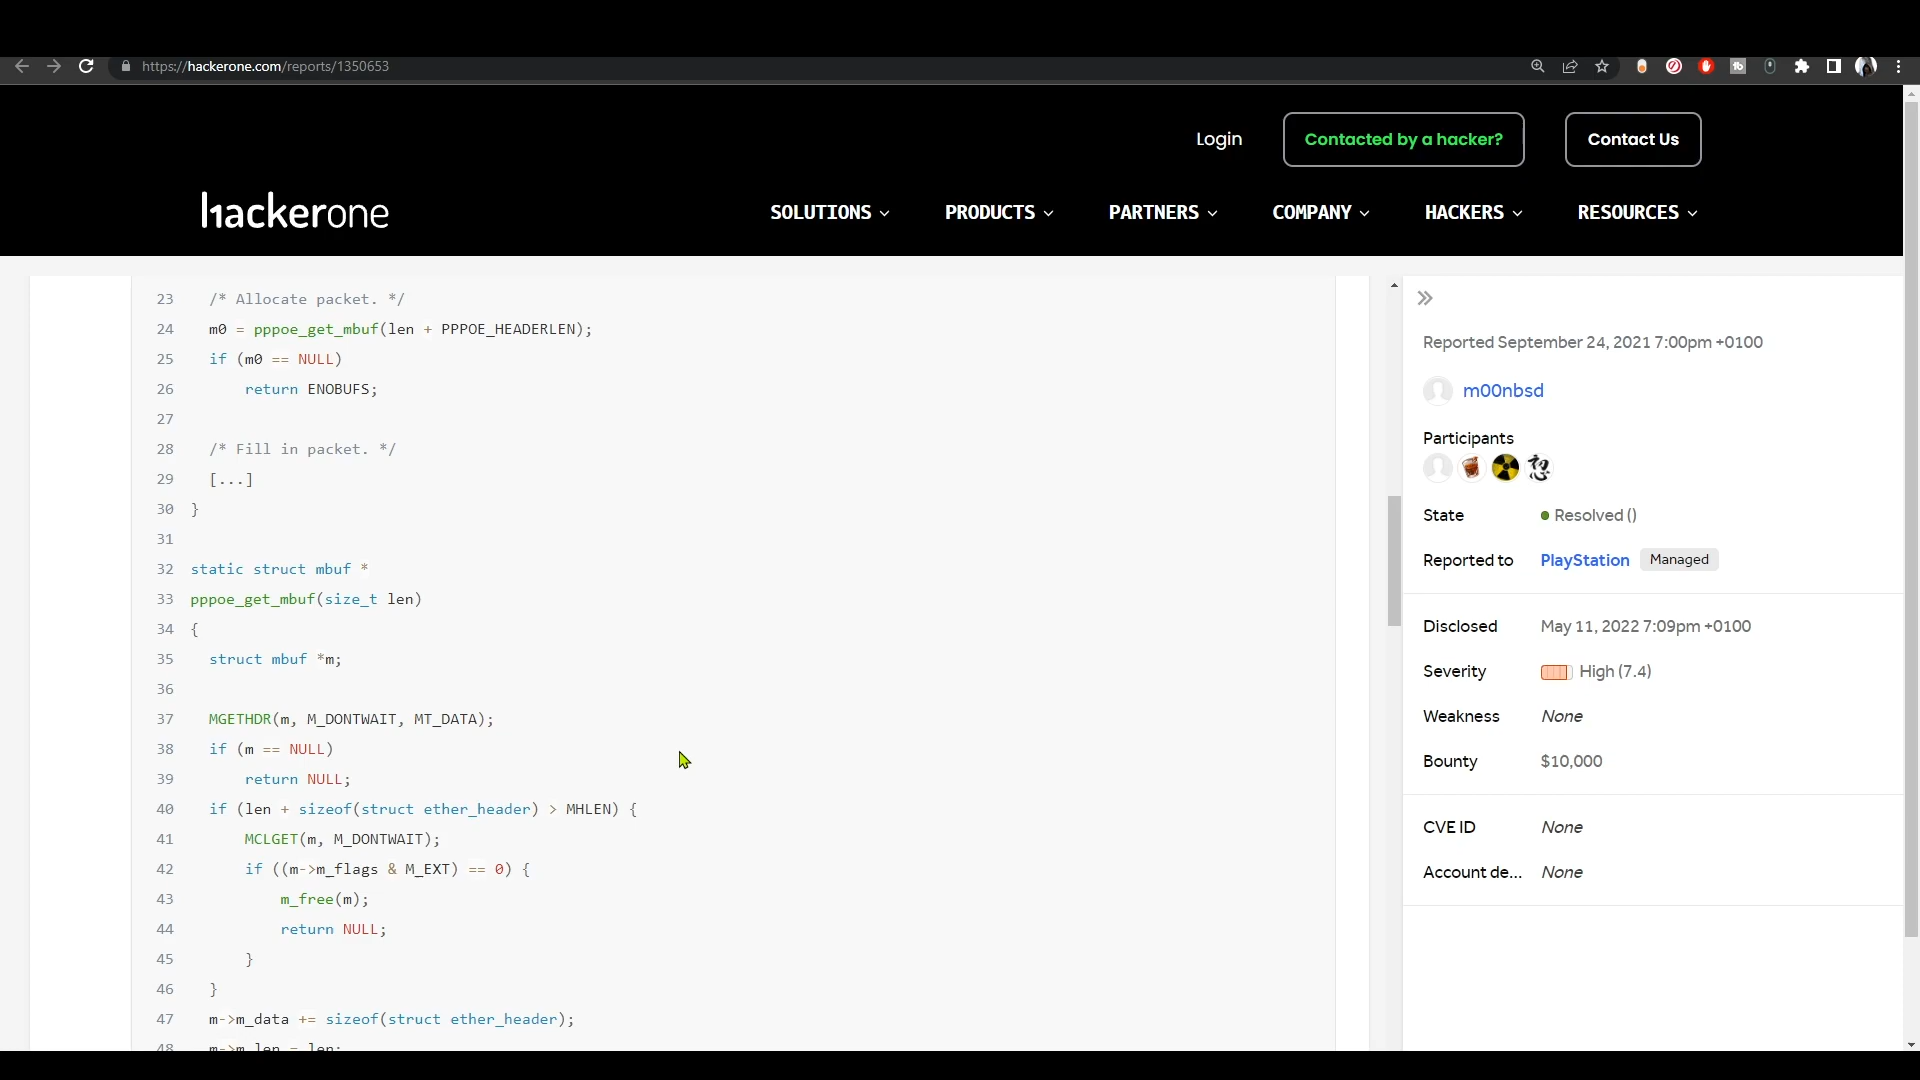 https://hackerone.com/reports/1350653
Login
Contacted by a hacker?
Contact Us
hackerone
SOLUTIONS
PRODUCTS
PARTNERS
COMPANY
HACKERS
RESOURCES
23 /* Allocate packet. */
24 m0 = pppoe_get_mbuf(len + PPPOE_HEADERLEN);
25 if (m0 == NULL)
26 return ENOBUFS;
27
28 /* Fill in packet. */
29 [...]
30 }
31
32 static struct mbuf *
33 pppoe_get_mbuf(size_t len)
34 {
35 struct mbuf *m;
36
37 MGETHDR(m, M_DONTWAIT, MT_DATA);
38 if (m == NULL)
39 return NULL;
40 if (len + sizeof(struct ether_header) > MHLEN) {
41 MCLGET(m, M_DONTWAIT);
42 if ((m->m_flags & M_EXT) == 0) {
43 m_free(m);
44 return NULL;
45 }
46 }
47 m->m_data += sizeof(struct ether_header);
48 m->m_len = len;
Reported September 24, 2021 7:00pm +0100
m00nbsd
Participants
初心
State Resolved ()
Reported to PlayStation Managed
Disclosed May 11, 2022 7:09pm +0100
Severity High (7.4)
Weakness None
Bounty $10,000
CVE ID None
Account de... None